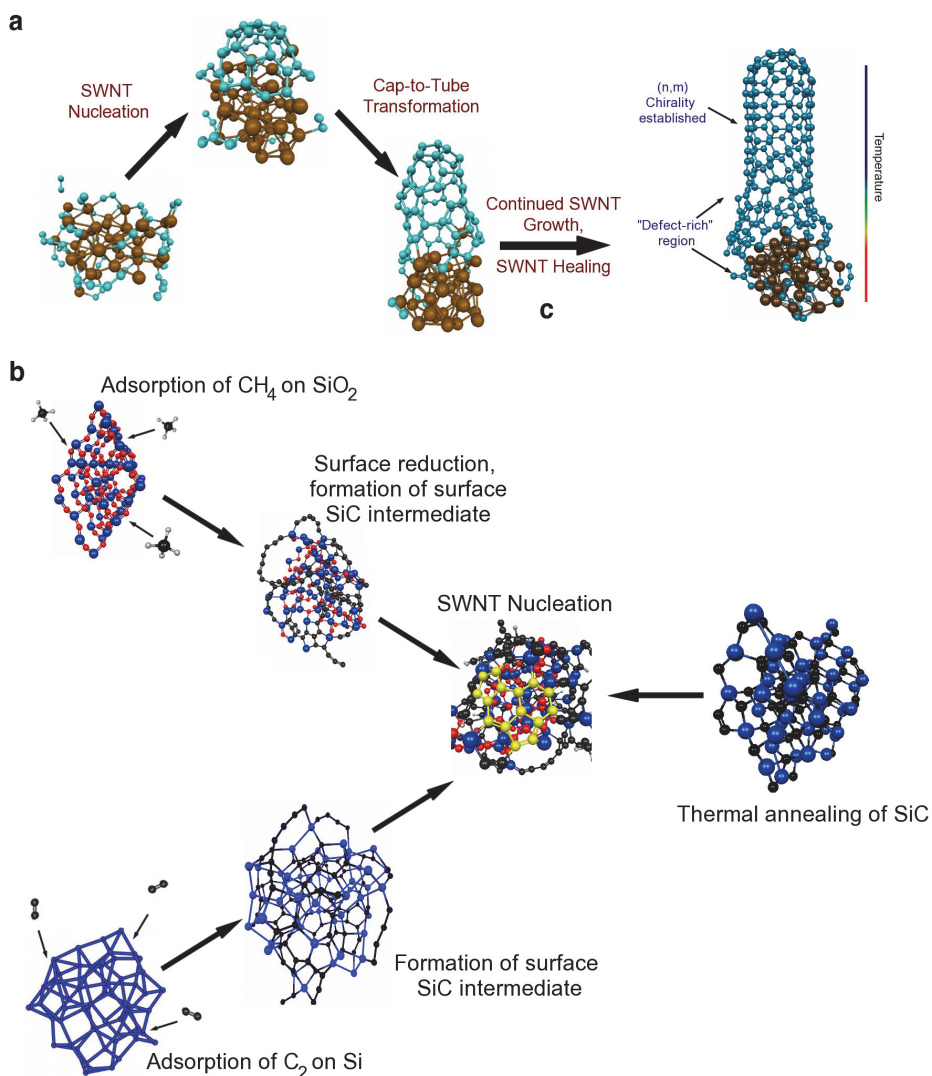 a
SWNT
Nucleation
Cap-to-Tube
Transformation
Continued SWNT
Growth,
SWNT Healing
(n,m)
Chirality
established
"Defect-rich"
region
Temperature
c
b
Adsorption of CH4 on SiO2
Surface reduction,
formation of surface
SiC intermediate
SWNT Nucleation
Thermal annealing of SiC
Formation of surface
SiC intermediate
Adsorption of C2 on Si